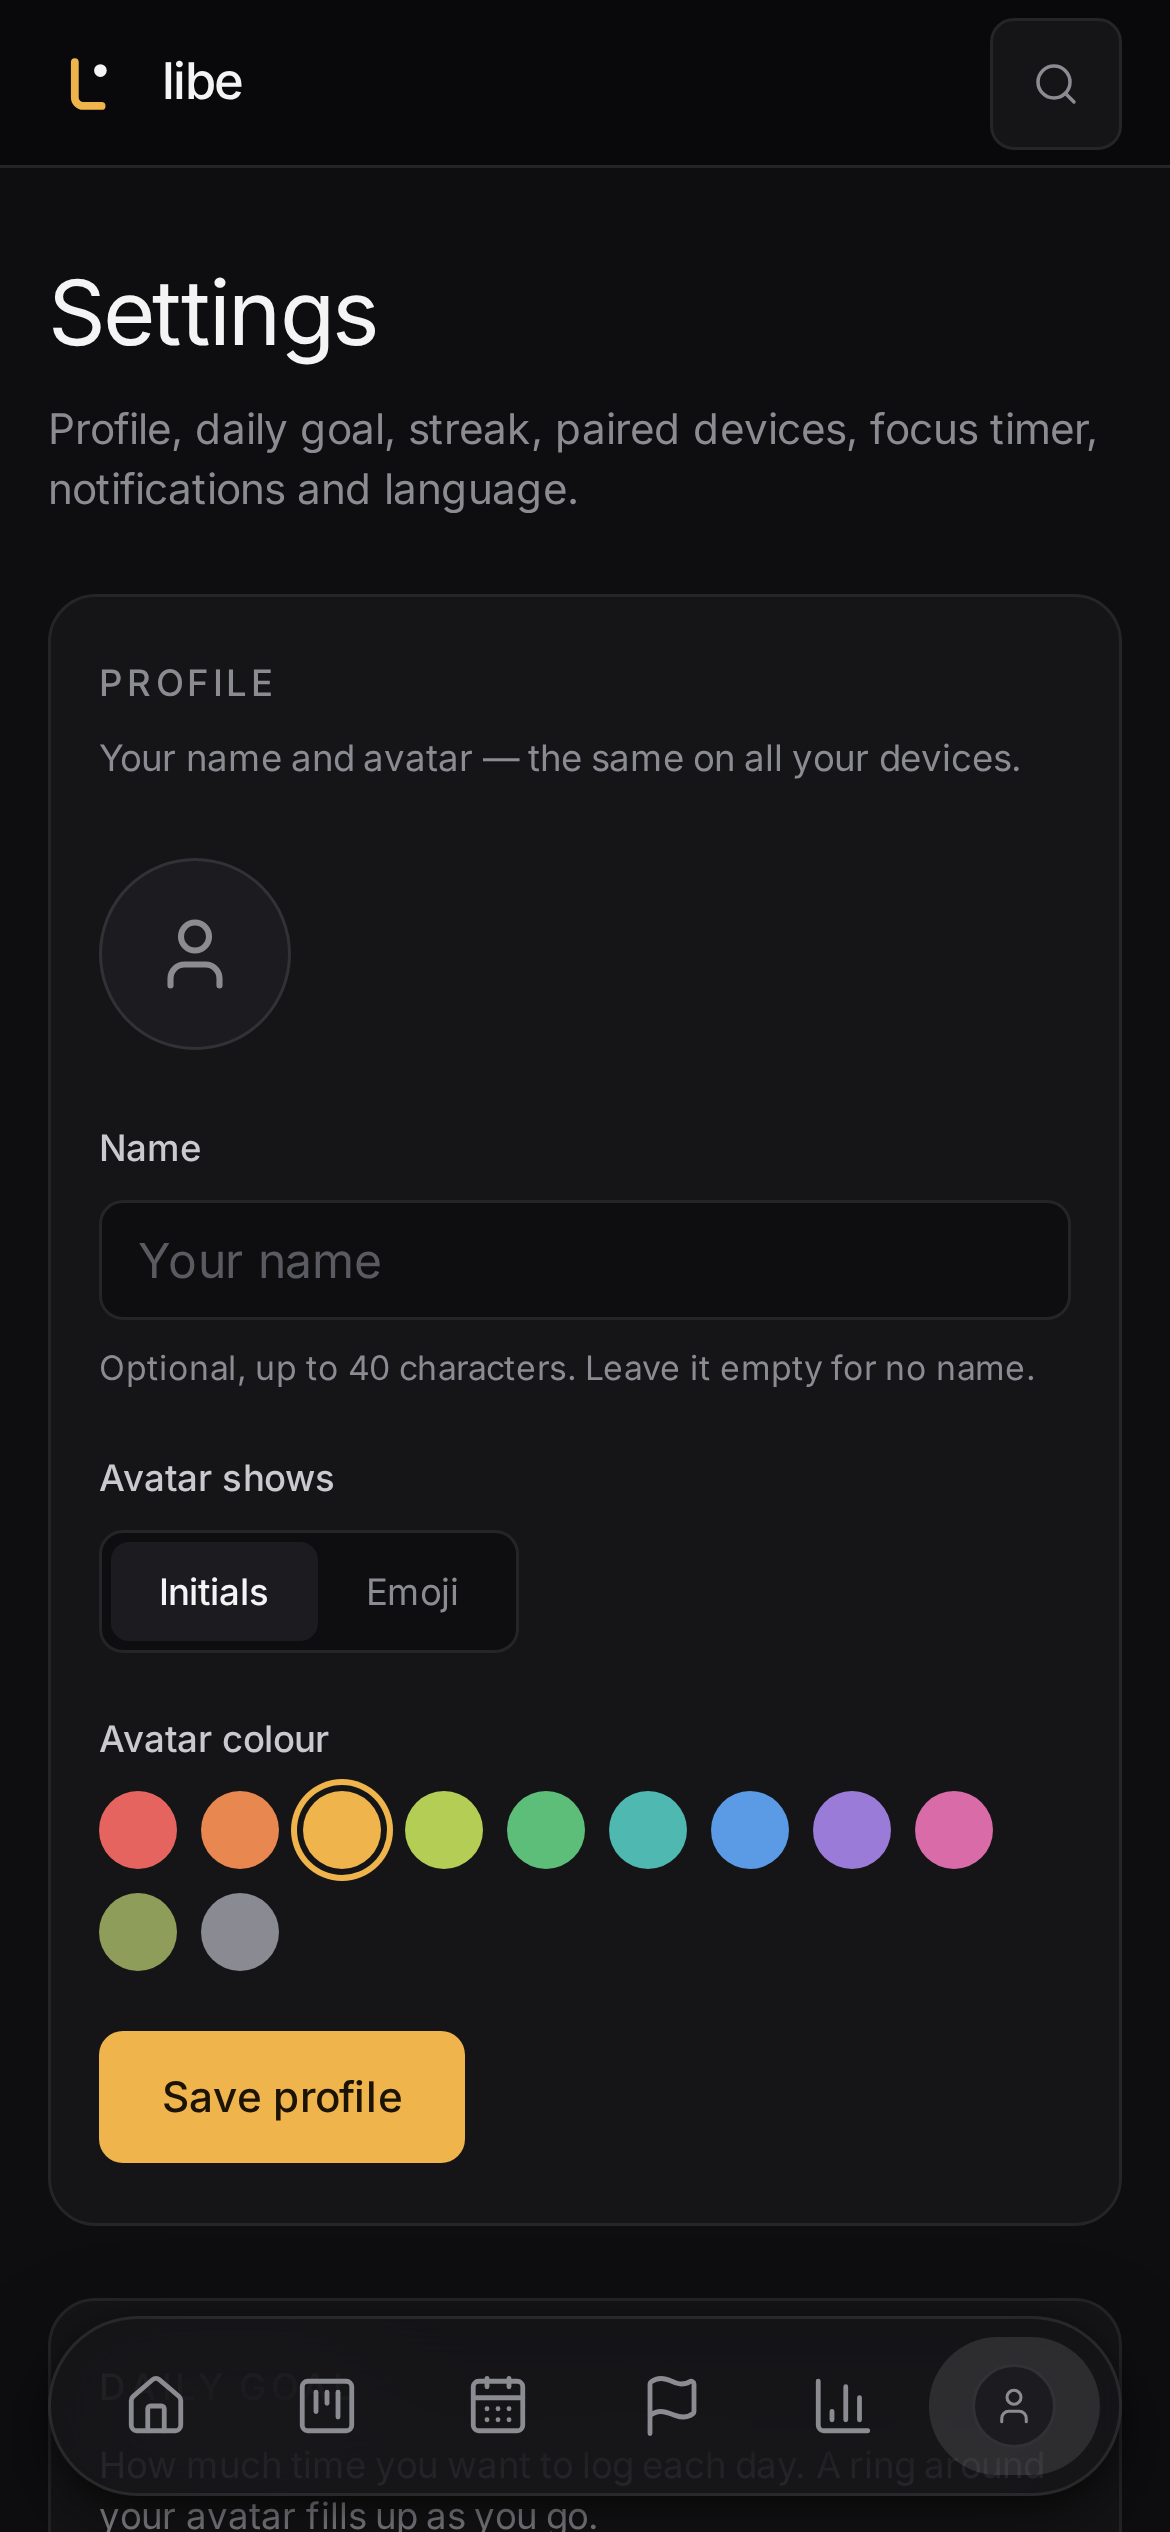 libe
Settings
Profile, daily goal, streak, paired devices, focus timer,
notifications and language.
PROFILE
Your name and avatar — the same on all your devices.
Name
Your name
Optional, up to 40 characters. Leave it empty for no name.
Avatar shows
Initials Emoji
Avatar colour
Save profile
DAILY GOAL
How much time you want to log each day. A ring around
your avatar fills up as you go.